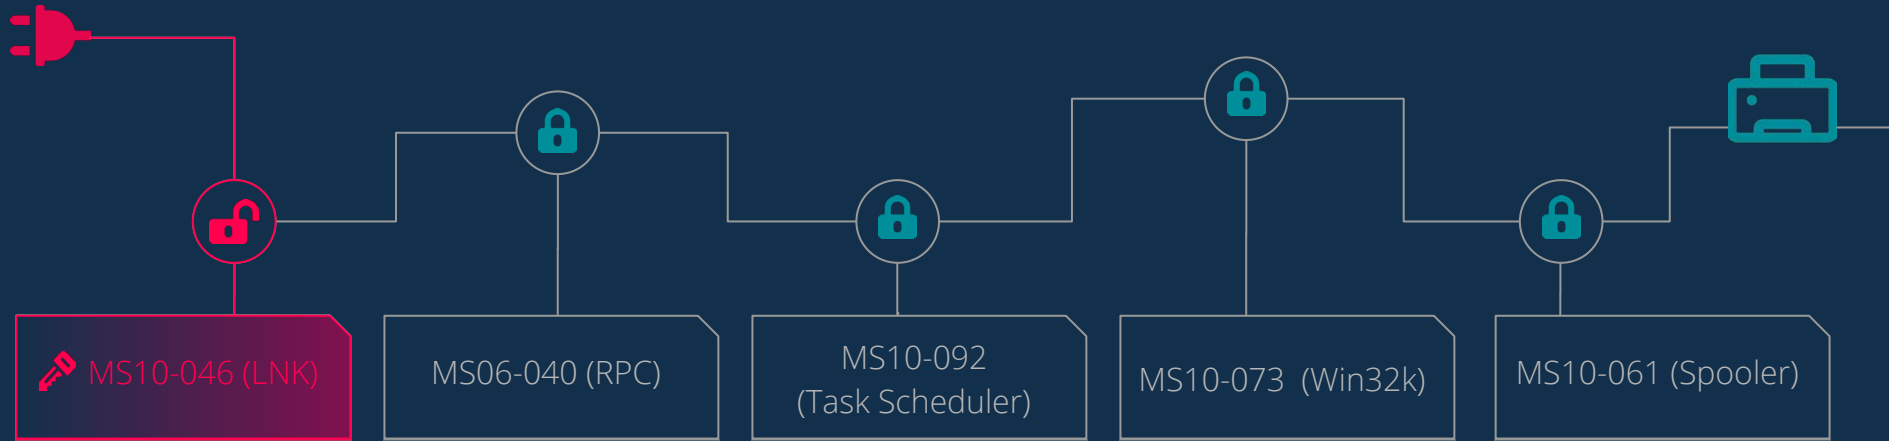 MS10-046 (LNK)
MS06-040 (RPC)
MS10-092
(Task Scheduler)
MS10-073 (Win32k)
MS10-061 (Spooler)